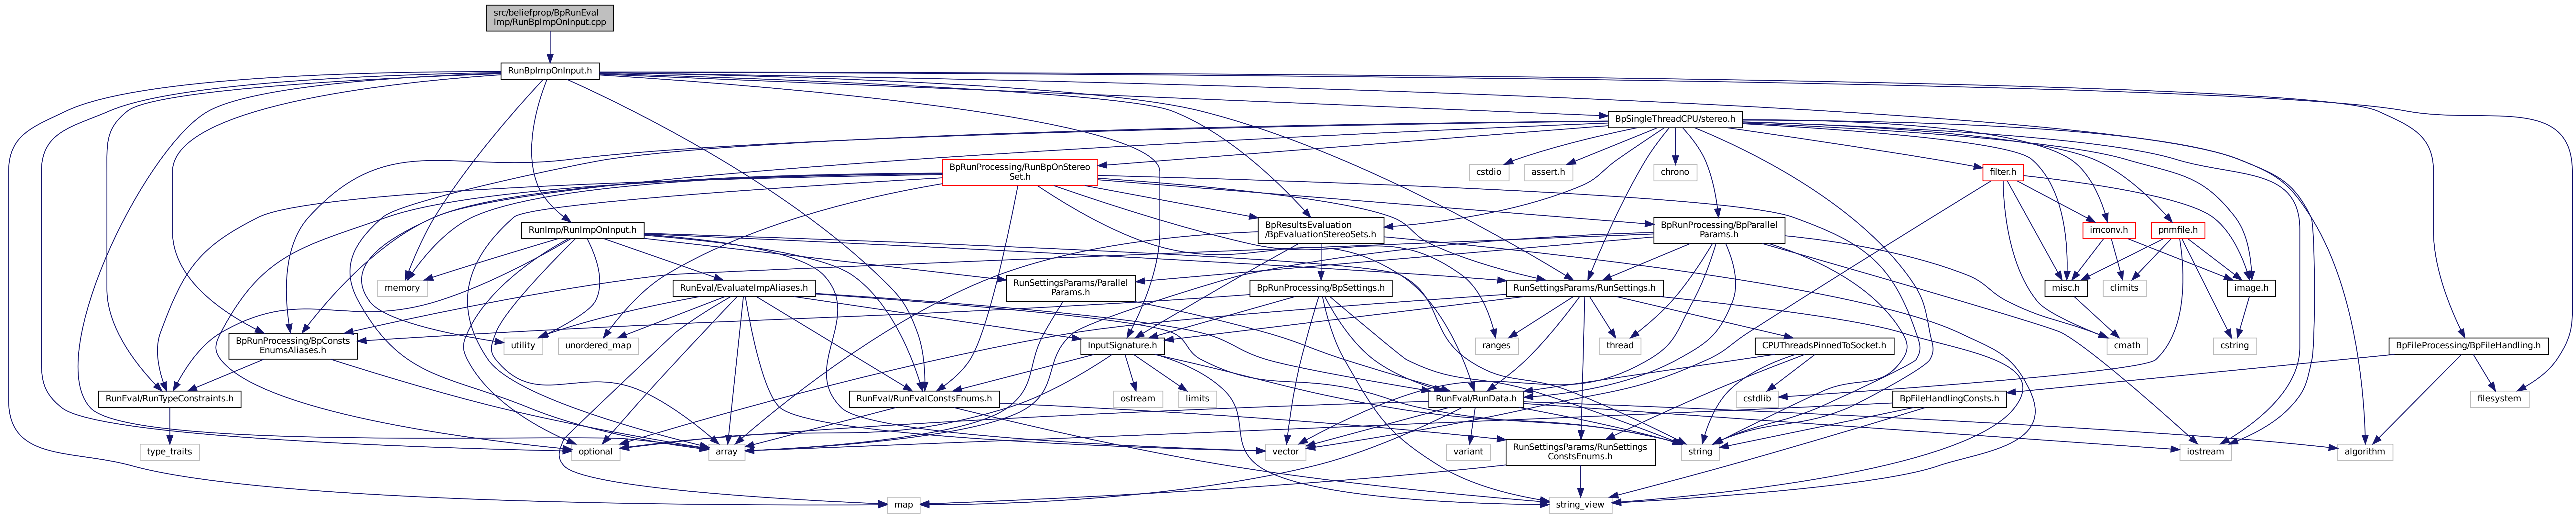 src/beliefprop/BpRunEval
Imp/RunBpImpOnInput.cpp
RunBpImpOnInput.h
BpSingleThreadCPU/stereo.h
BpRunProcessing/RunBpOnStereo
Set.h
cstdio
assert.h
chrono
filter.h
RunImp/RunImpOnInput.h
BpResultsEvaluation
/BpEvaluationStereoSets.h
BpRunProcessing/BpParallel
Params.h
imconv.h
pnmfile.h
memory
RunEval/EvaluateImpAliases.h
RunSettingsParams/Parallel
Params.h
BpRunProcessing/BpSettings.h
RunSettingsParams/RunSettings.h
misc.h
climits
image.h
BpRunProcessing/BpConsts
EnumsAliases.h
utility
unordered_map
InputSignature.h
ranges
thread
CPUThreadsPinnedToSocket.h
cmath
cstring
BpFileProcessing/BpFileHandling.h
RunEval/RunTypeConstraints.h
RunEval/RunEvalConstsEnums.h
ostream
limits
RunEval/RunData.h
cstdlib
BpFileHandlingConsts.h
filesystem
type_traits
optional
array
vector
variant
RunSettingsParams/RunSettings
ConstsEnums.h
string
iostream
algorithm
map
string_view